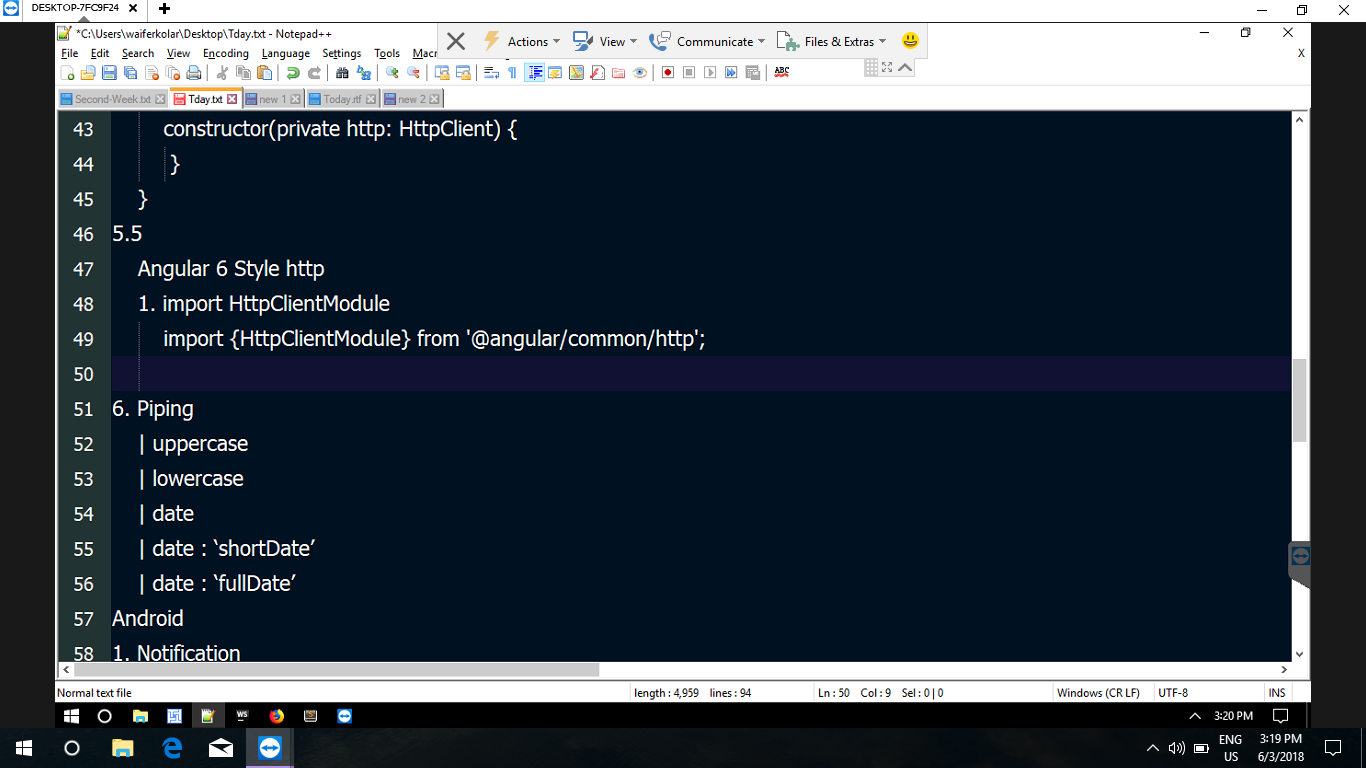 DESKTOP-7FC9F24
*C:\Users\waiferkolar\Desktop\Tday.txt - Notepad++
Actions
View
Communicate
Files & Extras
File Edit Search View Encoding Language Settings Tools Macr
X
ABC
Second-Week.txt Tday.txt new 1 Today.rtf new 2
43 constructor(private http: HttpClient) {
44 }
45 }
46 5.5
47 Angular 6 Style http
48 1. import HttpClientModule
49 import {HttpClientModule} from '@angular/common/http';
50
51 6. Piping
52 | uppercase
53 | lowercase
54 | date
55 | date : ‘shortDate’
56 | date : ‘fullDate’
57 Android
58 1. Notification
Normal text file length : 4,959 lines : 94 Ln : 50 Col : 9 Sel : 0 | 0 Windows (CR LF) UTF-8 INS
WS
3:20 PM
ENG
US
3:19 PM
6/3/2018